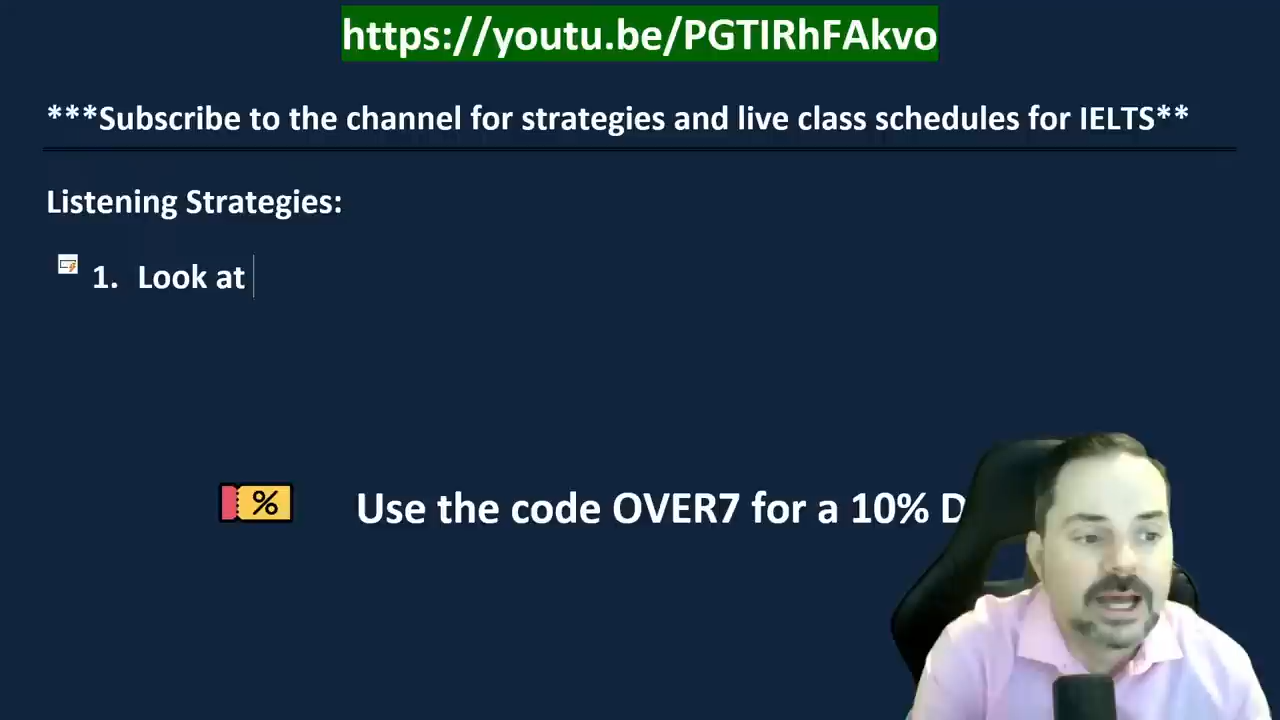 https://youtu.be/PGTIRhFAkvo
***Subscribe to the channel for strategies and live class schedules for IELTS**
Listening Strategies:
1. Look at
% Use the code OVER7 for a 10% D